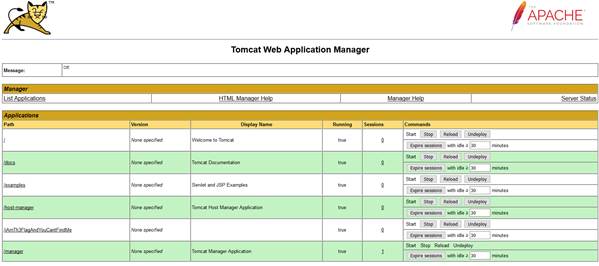 THE
APACHE
SOFTWARE FOUNDATION
Tomcat Web Application Manager
Message: OK
Manager
List Applications HTML Manager Help Manager Help Server Status
Applications
Path Version Display Name Running Sessions Commands
/ None specified Welcome to Tomcat true 0 Start Stop Reload Undeploy
Expire sessions with idle ≥ 30 minutes
/docs None specified Tomcat Documentation true 0 Start Stop Reload Undeploy
Expire sessions with idle ≥ 30 minutes
/examples None specified Servlet and JSP Examples true 0 Start Stop Reload Undeploy
Expire sessions with idle ≥ 30 minutes
/host-manager None specified Tomcat Host Manager Application true 0 Start Stop Reload Undeploy
Expire sessions with idle ≥ 30 minutes
/iAmTh3FlagAndYouCantFindMe None specified true 0 Start Stop Reload Undeploy
Expire sessions with idle ≥ 30 minutes
/manager None specified Tomcat Manager Application true 1 Start Stop Reload Undeploy
Expire sessions with idle ≥ 30 minutes